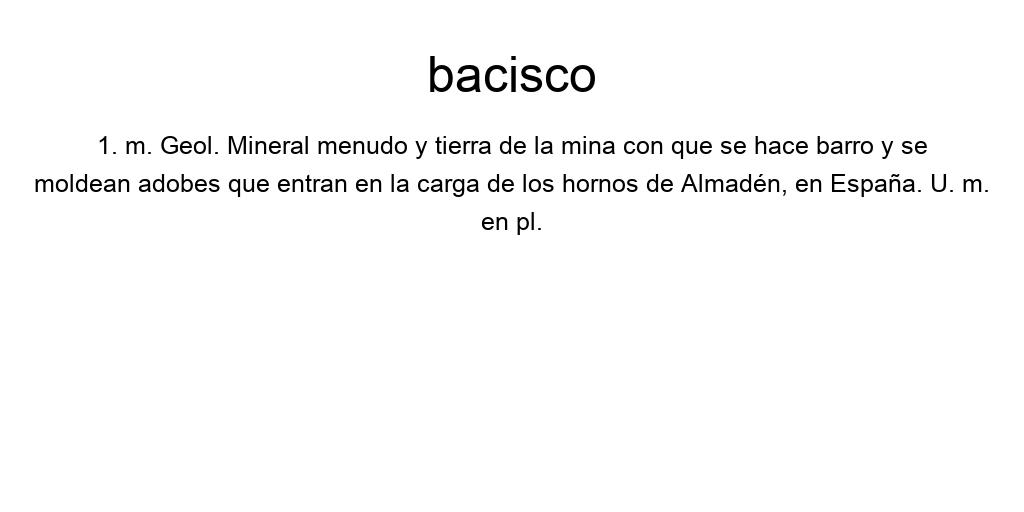 bacisco
1. m. Geol. Mineral menudo y tierra de la mina con que se hace barro y se
moldean adobes que entran en la carga de los hornos de Almadén, en España. U. m.
en pl.